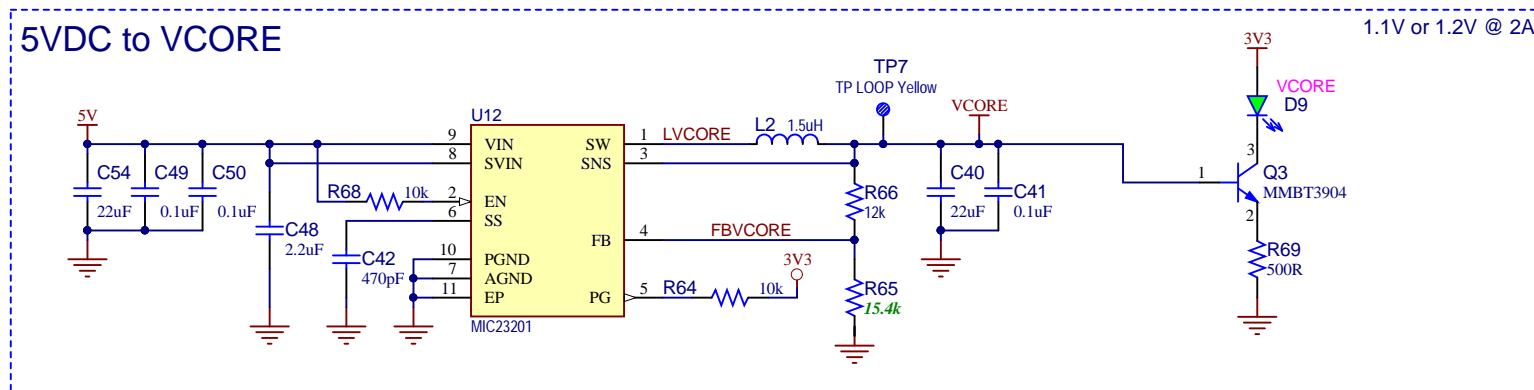 5VDC to VCORE
1.1V or 1.2V @ 2A
5V
C54
22uF
C49
0.1uF
C50
0.1uF
C48
2.2uF
R68
10k
C42
470pF
U12
9
VIN
8
SVIN
2
EN
6
SS
10
PGND
7
AGND
11
EP
SW
1
SNS
3
FB
4
PG
5
MIC23201
LVCORE
L2
1.5uH
FBVCORE
R64
10k
3V3
TP7
TP LOOP Yellow
R66
12k
R65
15.4k
VCORE
C40
22uF
C41
0.1uF
3V3
VCORE
D9
3
1
Q3
MMBT3904
2
R69
500R